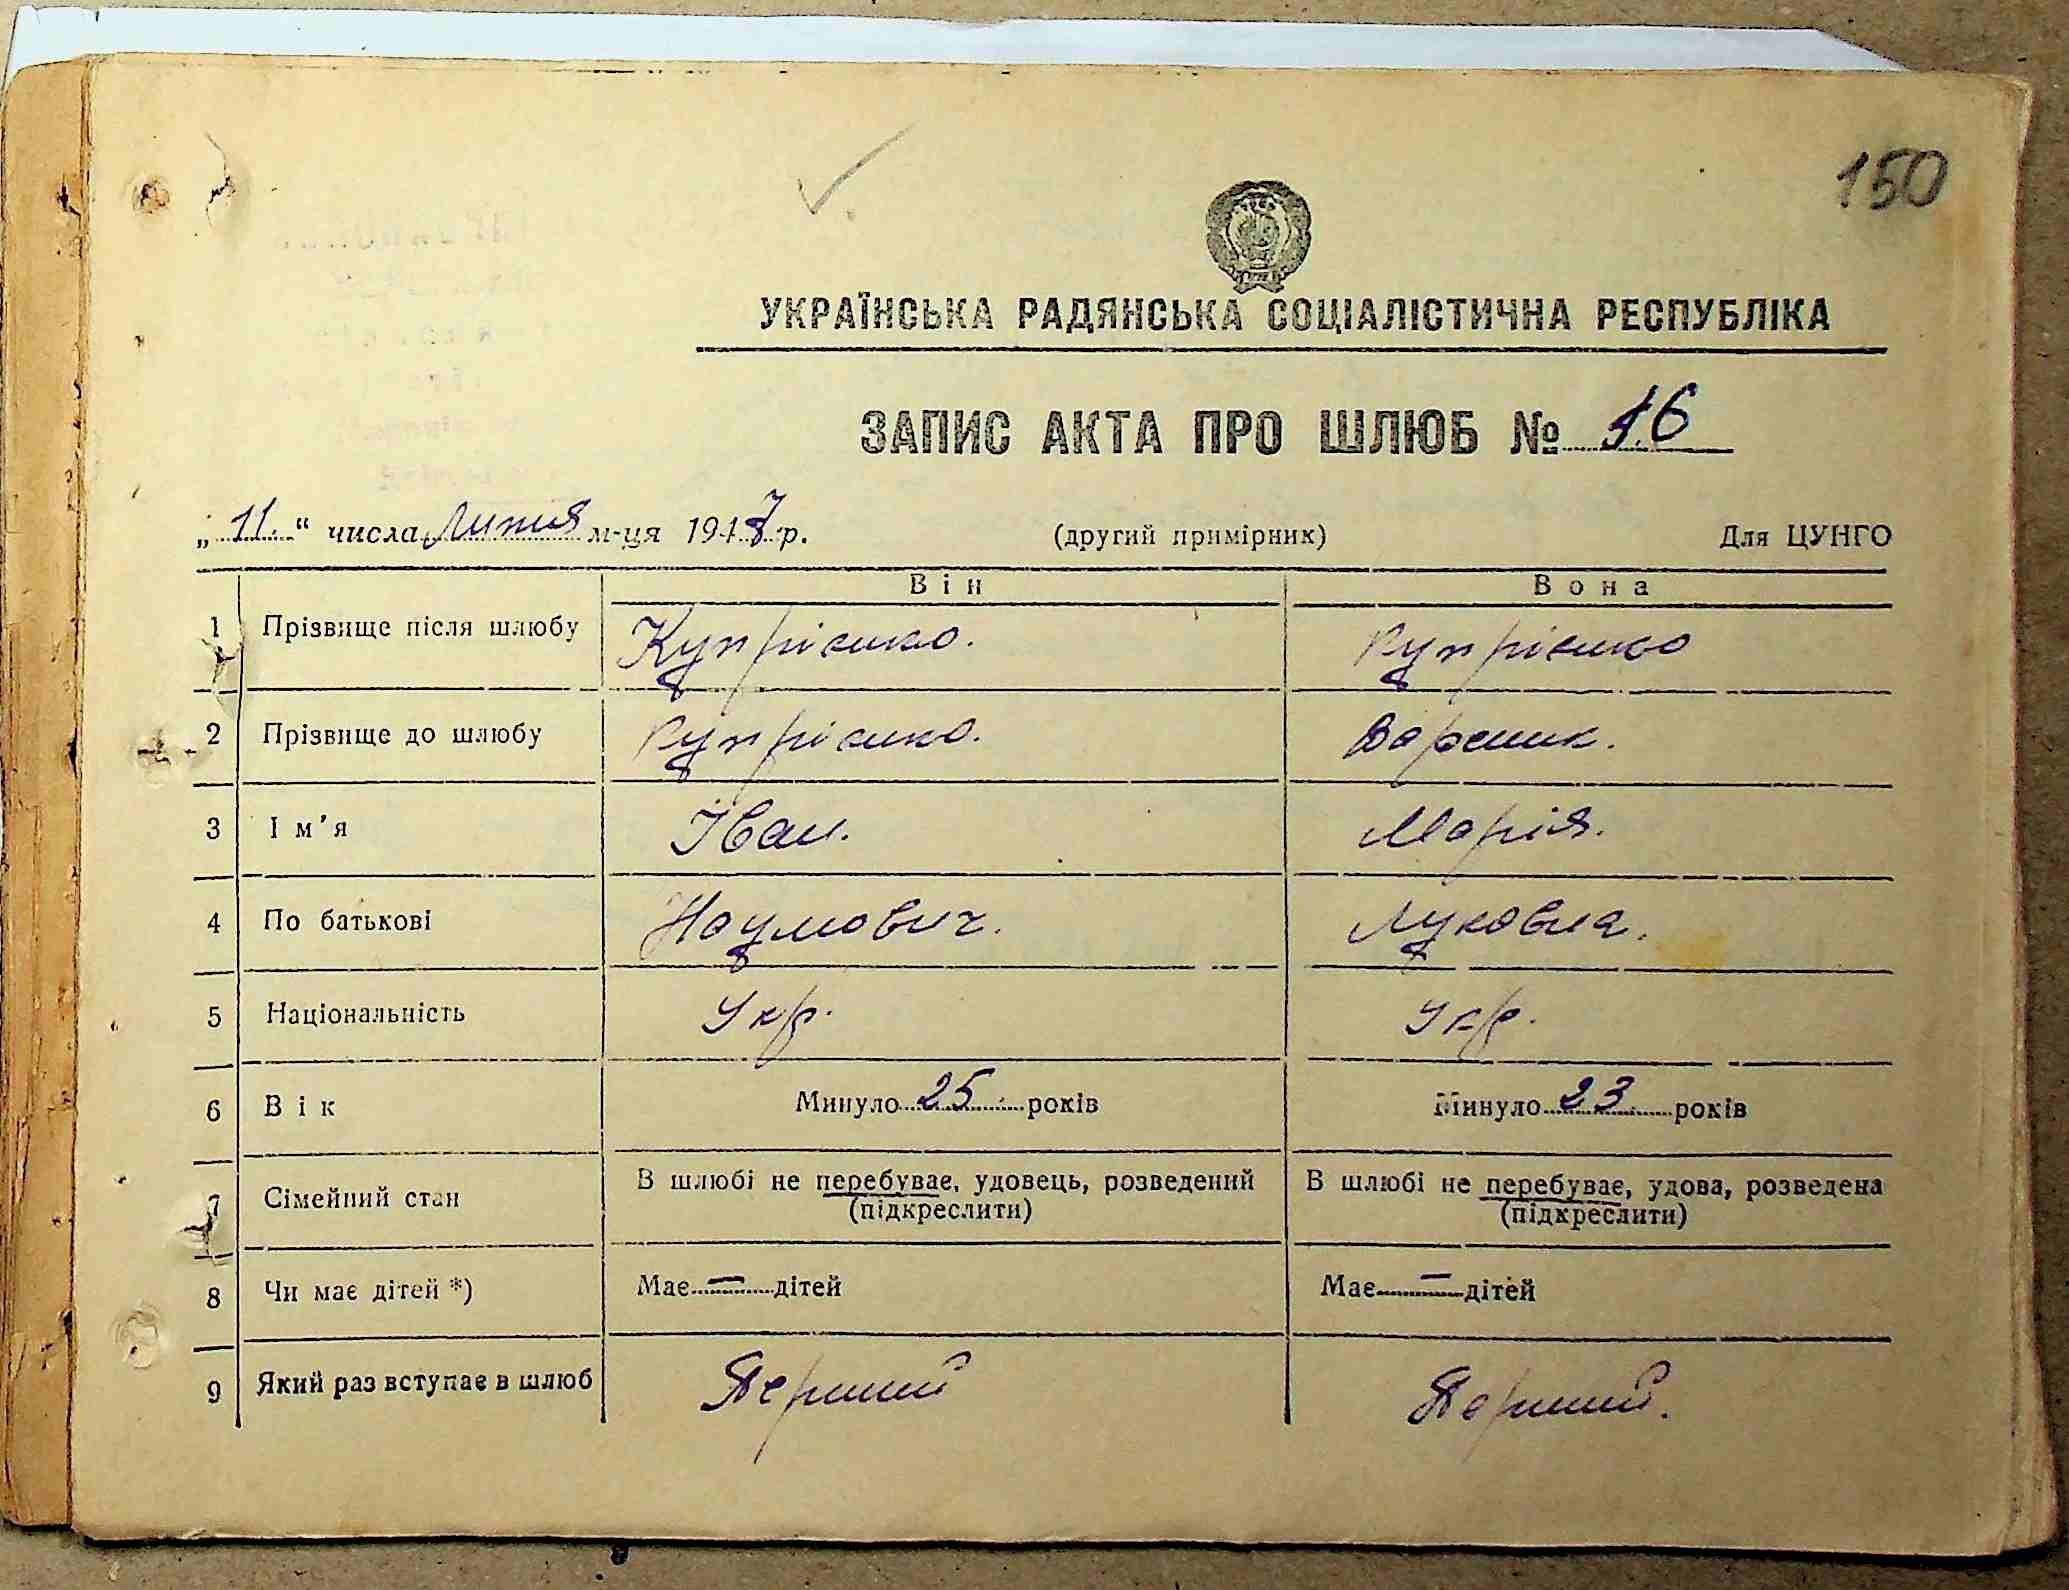 150
УКРАЇНСЬКА РАДЯНСЬКА СОЦІАЛІСТИЧНА РЕСПУБЛІКА
ЗАПИС АКТА ПРО ШЛЮБ № 16
„11.“ числа Липня м-ця 1947 р. (другий примірник) Для ЦУНГО
Він Вона
1 Прізвище після шлюбу Купрієнко. Купрієнко
2 Прізвище до шлюбу Купрієнко. Вареник.
3 Ім’я Іван. Марія.
4 По батькові Наумович. Луковна.
5 Національність Укр. Укр.
6 Вік Минуло 25 років Минуло 23 років
7 Сімейний стан В шлюбі не перебуває, удовець, розведений В шлюбі не перебуває, удова, розведена
(підкреслити) (підкреслити)
8 Чи має дітей *) Має — дітей Має — дітей
9 Який раз вступає в шлюб Перший Перший.